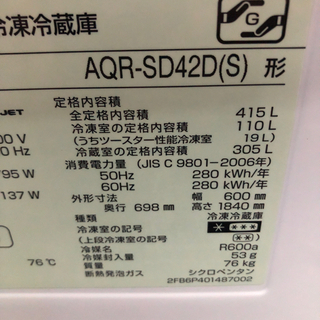 冷凍冷蔵庫
G
AQR-SD42D(S) 形
JET
定格内容積
全定格内容積 415 L
冷凍室の定格内容積 110 L
(うちツースター性能冷凍室 19L)
00 V
0 Hz
冷蔵室の定格内容積 305 L
消費電力量 (JIS C 9801-2006年)
795 W 50Hz 280 kWh/年
137 W 60Hz 280 kWh/年
外形寸法 幅 600 mm
奥行 698 mm 高さ 1840 mm
種類 冷凍冷蔵庫
冷凍室の記号
(上段冷凍室の記号)
冷媒 R600a
76℃ 冷媒封入量 53 g
質量 76 kg
断熱発泡ガス シクロペンタン
2FB6P401487002